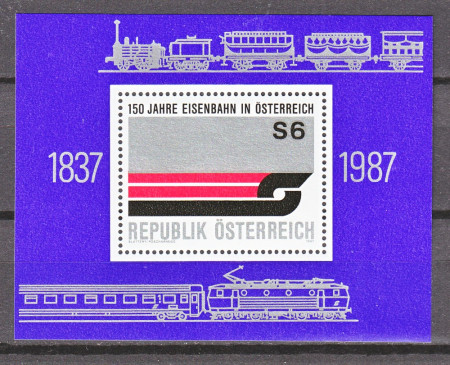 150 JAHRE EISENBAHN IN ÖSTERREICH
S6
1837
1987
REPUBLIK ÖSTERREICH